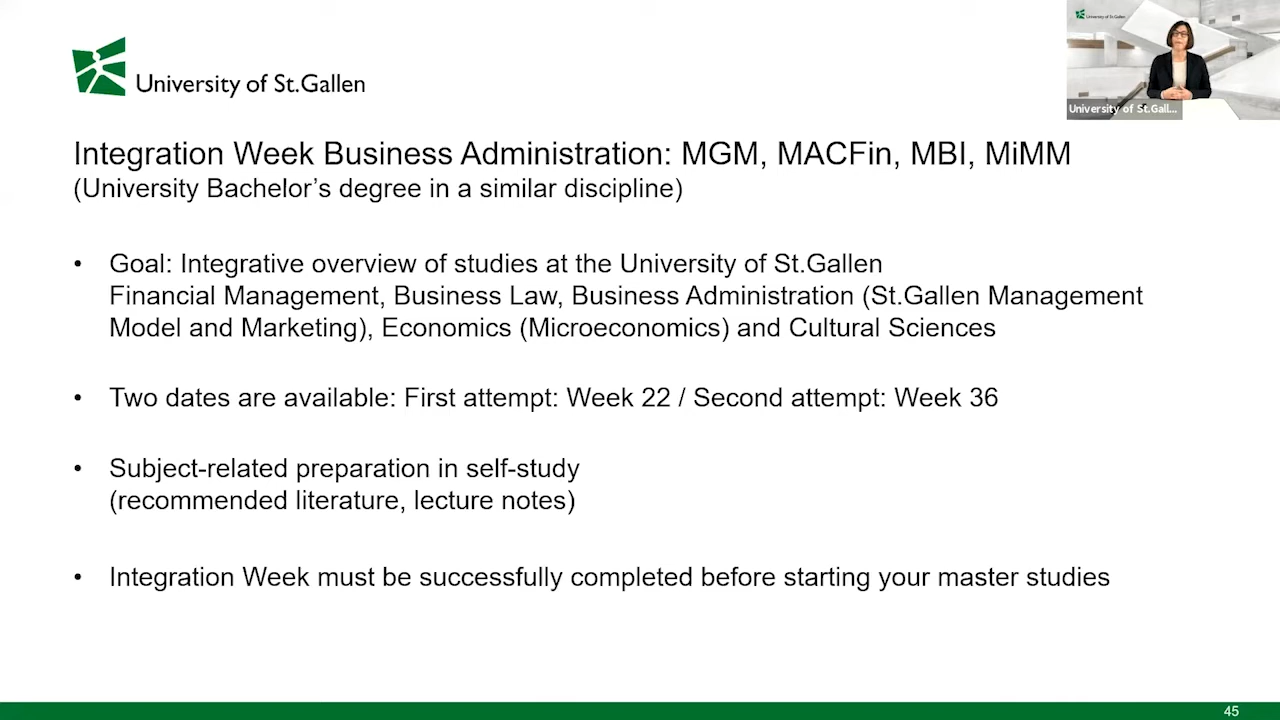 University of St.Gallen
University of St.Gallen
University of St.Gall...
Integration Week Business Administration: MGM, MACFin, MBI, MiMM
(University Bachelor’s degree in a similar discipline)
• Goal: Integrative overview of studies at the University of St.Gallen
Financial Management, Business Law, Business Administration (St.Gallen Management
Model and Marketing), Economics (Microeconomics) and Cultural Sciences
• Two dates are available: First attempt: Week 22 / Second attempt: Week 36
• Subject-related preparation in self-study
(recommended literature, lecture notes)
• Integration Week must be successfully completed before starting your master studies
45